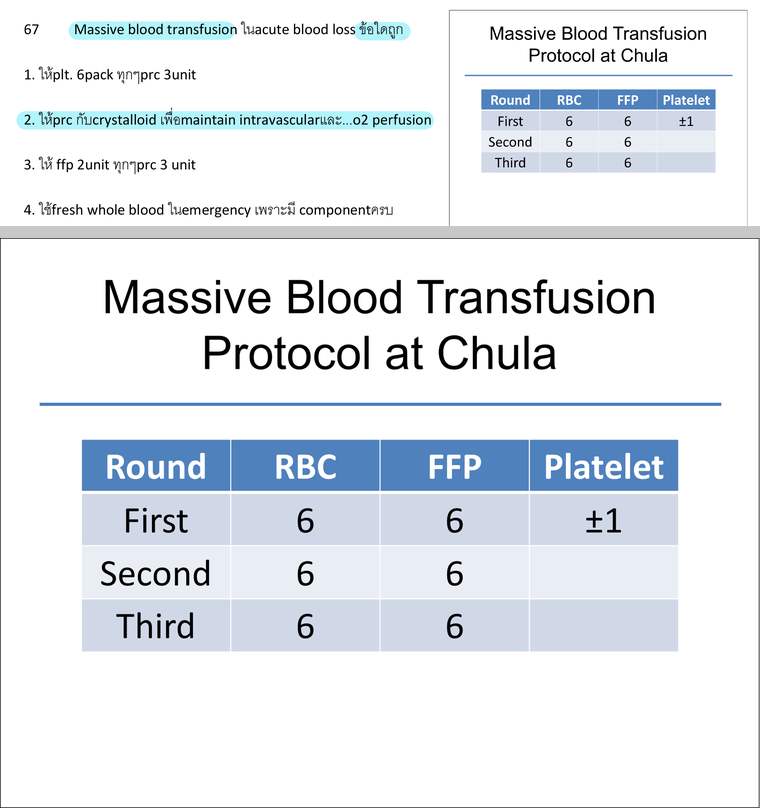 67 Massive blood transfusion ในacute blood loss ข้อใดถูก
1. ให้plt. 6pack ทุกๆprc 3unit
2. ให้prc กับcrystalloid เพื่อmaintain intravascularและ...o2 perfusion
3. ให้ ffp 2unit ทุกๆprc 3 unit
4. ใช้fresh whole blood ในemergency เพราะมี componentครบ
Massive Blood Transfusion
Protocol at Chula
Round RBC FFP Platelet
First 6 6 ±1
Second 6 6
Third 6 6
Massive Blood Transfusion
Protocol at Chula
Round RBC FFP Platelet
First 6 6 ±1
Second 6 6
Third 6 6